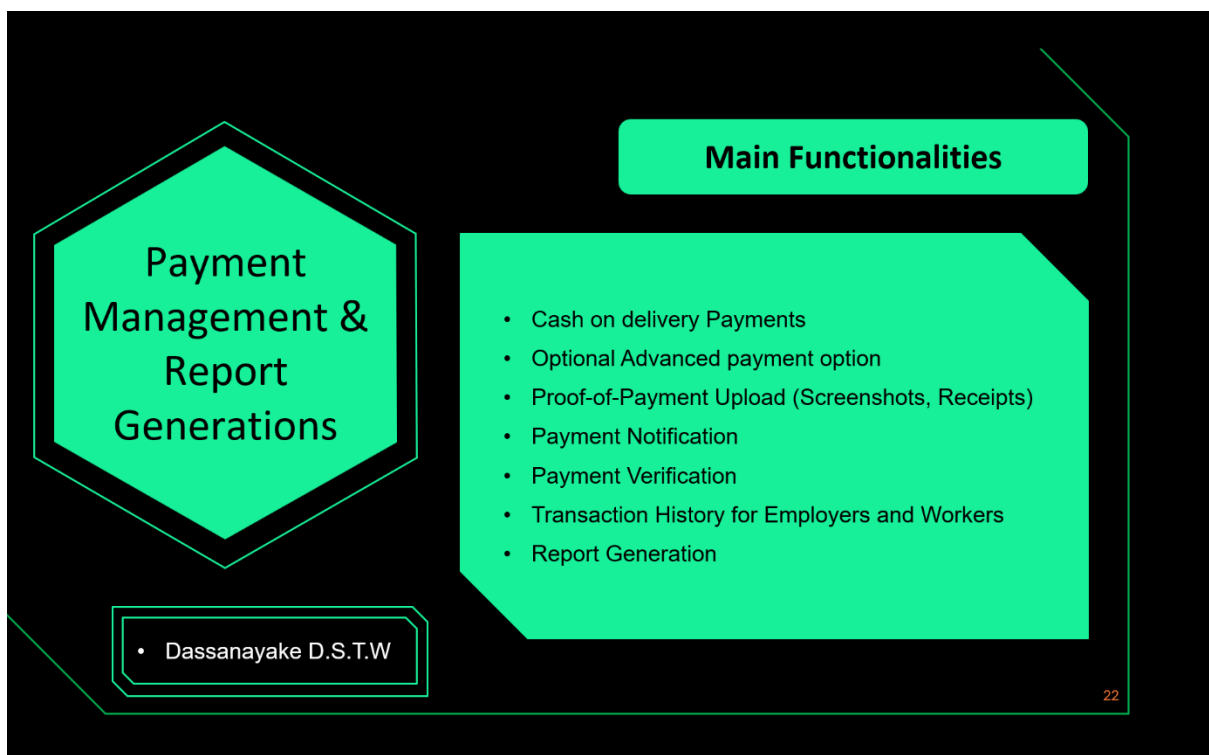 Main Functionalities
Payment
Management &
Report
Generations
• Cash on delivery Payments
• Optional Advanced payment option
• Proof-of-Payment Upload (Screenshots, Receipts)
• Payment Notification
• Payment Verification
• Transaction History for Employers and Workers
• Report Generation
• Dassanayake D.S.T.W
22